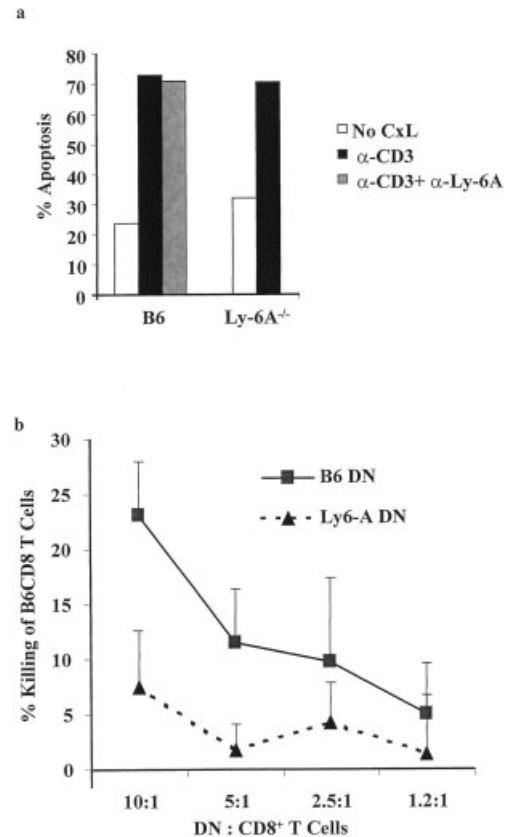 a
80
70
60
50
40
30
20
10
0
% Apoptosis
B6
Ly-6A-/-
No CxL
α-CD3
α-CD3+ α-Ly-6A
b
30
25
20
15
10
5
0
% Killing of B6CD8 T Cells
B6 DN
Ly6-A DN
10:1
5:1
2.5:1
1.2:1
DN : CD8+ T Cells